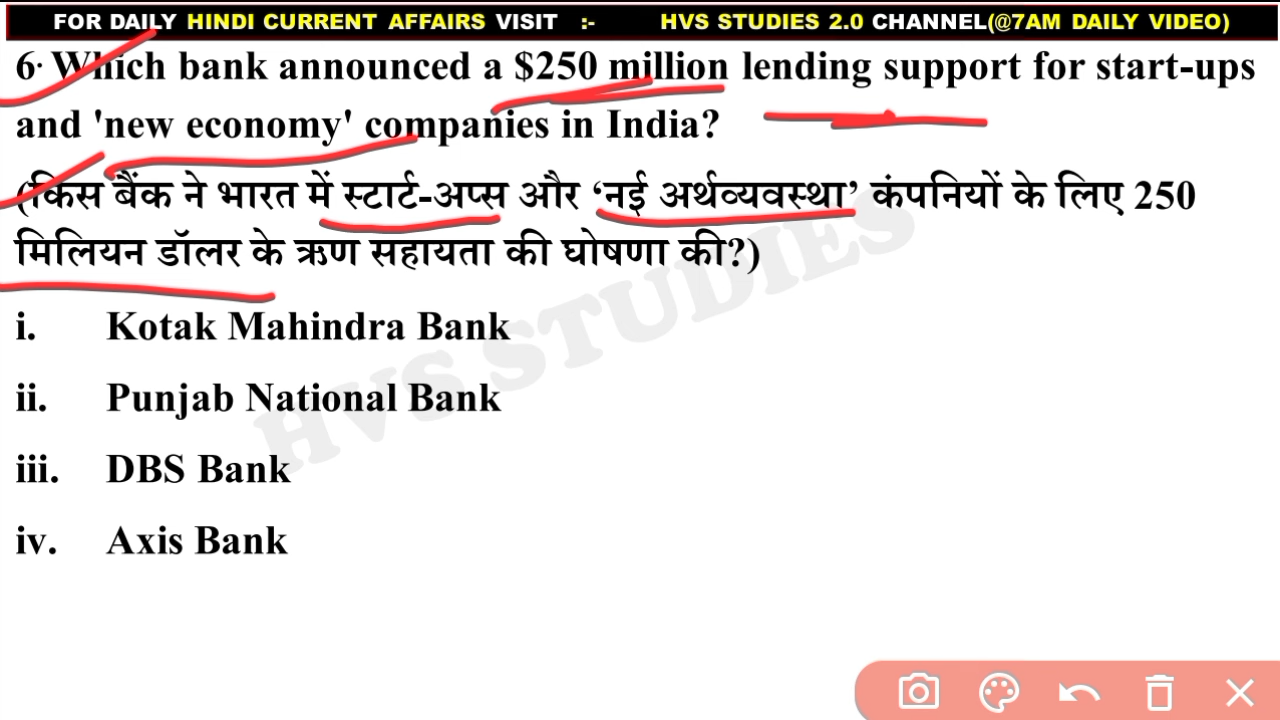 FOR DAILY HINDI CURRENT AFFAIRS VISIT :- HVS STUDIES 2.0 CHANNEL(@7AM DAILY VIDEO)
6. Which bank announced a $250 million lending support for start-ups
and 'new economy' companies in India?
(किस बैंक ने भारत में स्टार्ट-अप्स और ‘नई अर्थव्यवस्था’ कंपनियों के लिए 250
मिलियन डॉलर के ऋण सहायता की घोषणा की?)
i. Kotak Mahindra Bank
ii. Punjab National Bank
iii. DBS Bank
iv. Axis Bank
HVS STUDIES